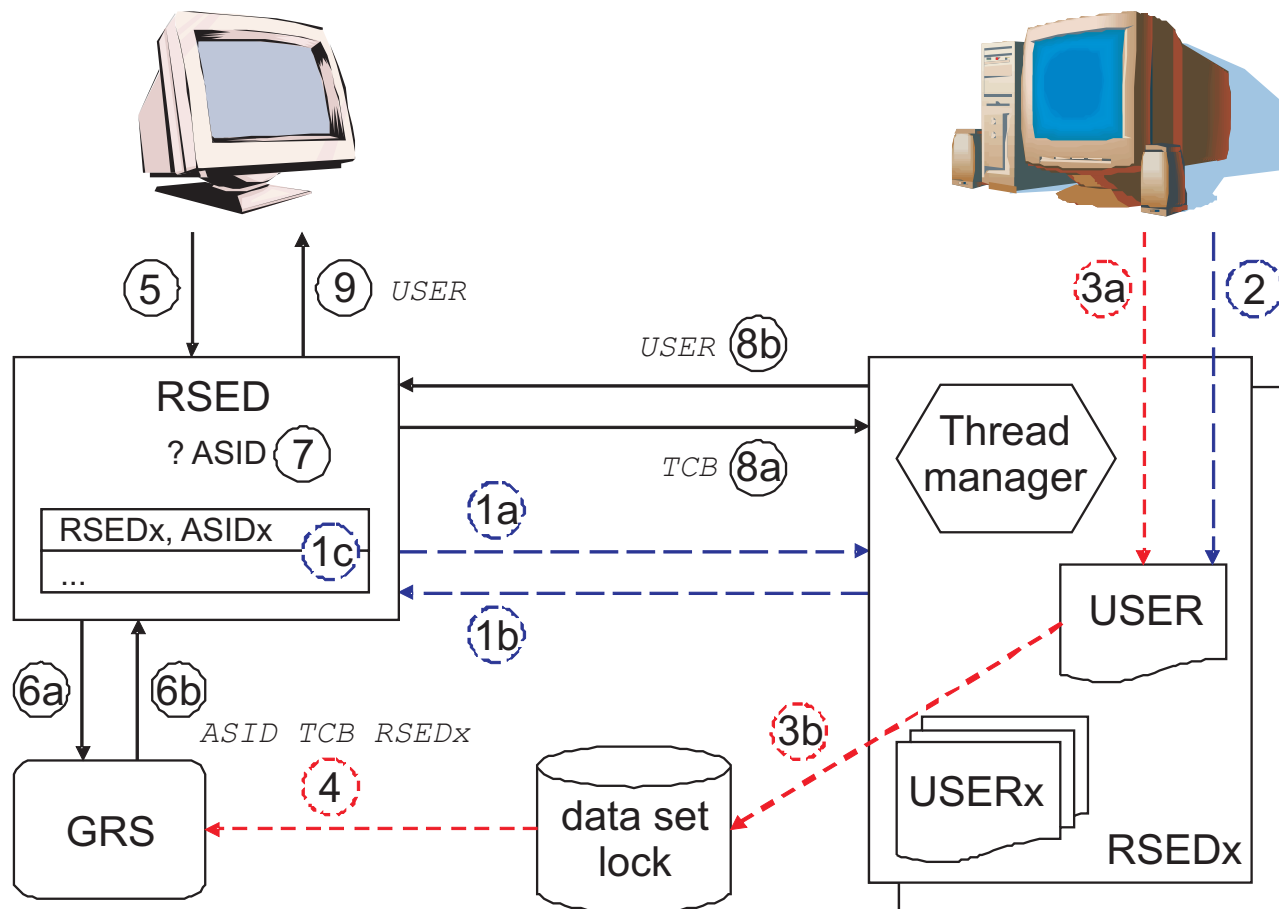 5
9 USER
3a
2
USER 8b
RSED
? ASID 7
TCB 8a
Thread
manager
RSEDx, ASIDx
1c
...
1a
1b
USER
6a
6b
ASID TCB RSEDx
4
3b
GRS
data set
lock
USERx
RSEDx